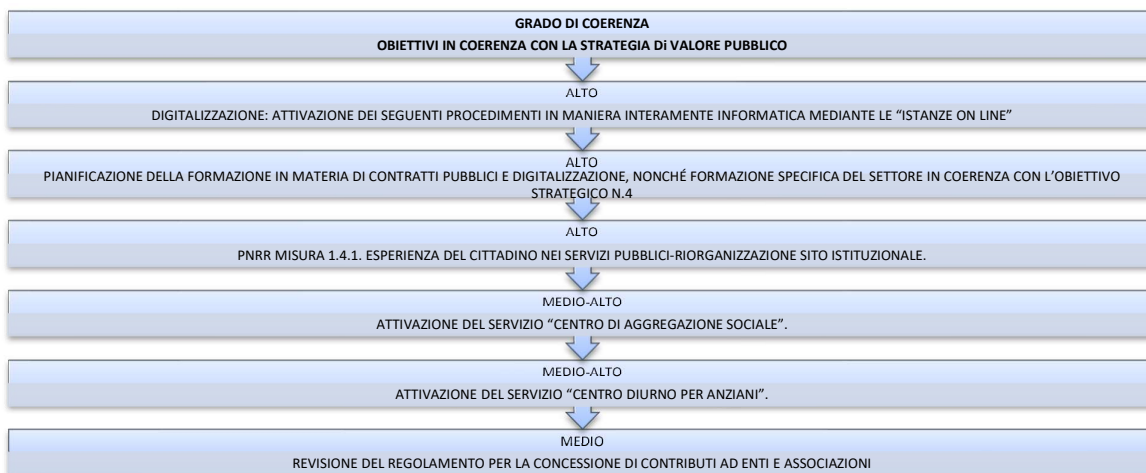 GRADO DI COERENZA
OBIETTIVI IN COERENZA CON LA STRATEGIA Di VALORE PUBBLICO
ALTO
DIGITALIZZAZIONE: ATTIVAZIONE DEI SEGUENTI PROCEDIMENTI IN MANIERA INTERAMENTE INFORMATICA MEDIANTE LE “ISTANZE ON LINE”
ALTO
PIANIFICAZIONE DELLA FORMAZIONE IN MATERIA DI CONTRATTI PUBBLICI E DIGITALIZZAZIONE, NONCHÉ FORMAZIONE SPECIFICA DEL SETTORE IN COERENZA CON L’OBIETTIVO
STRATEGICO N.4
ALTO
PNRR MISURA 1.4.1. ESPERIENZA DEL CITTADINO NEI SERVIZI PUBBLICI-RIORGANIZZAZIONE SITO ISTITUZIONALE.
MEDIO-ALTO
ATTIVAZIONE DEL SERVIZIO “CENTRO DI AGGREGAZIONE SOCIALE”.
MEDIO-ALTO
ATTIVAZIONE DEL SERVIZIO “CENTRO DIURNO PER ANZIANI”.
MEDIO
REVISIONE DEL REGOLAMENTO PER LA CONCESSIONE DI CONTRIBUTI AD ENTI E ASSOCIAZIONI